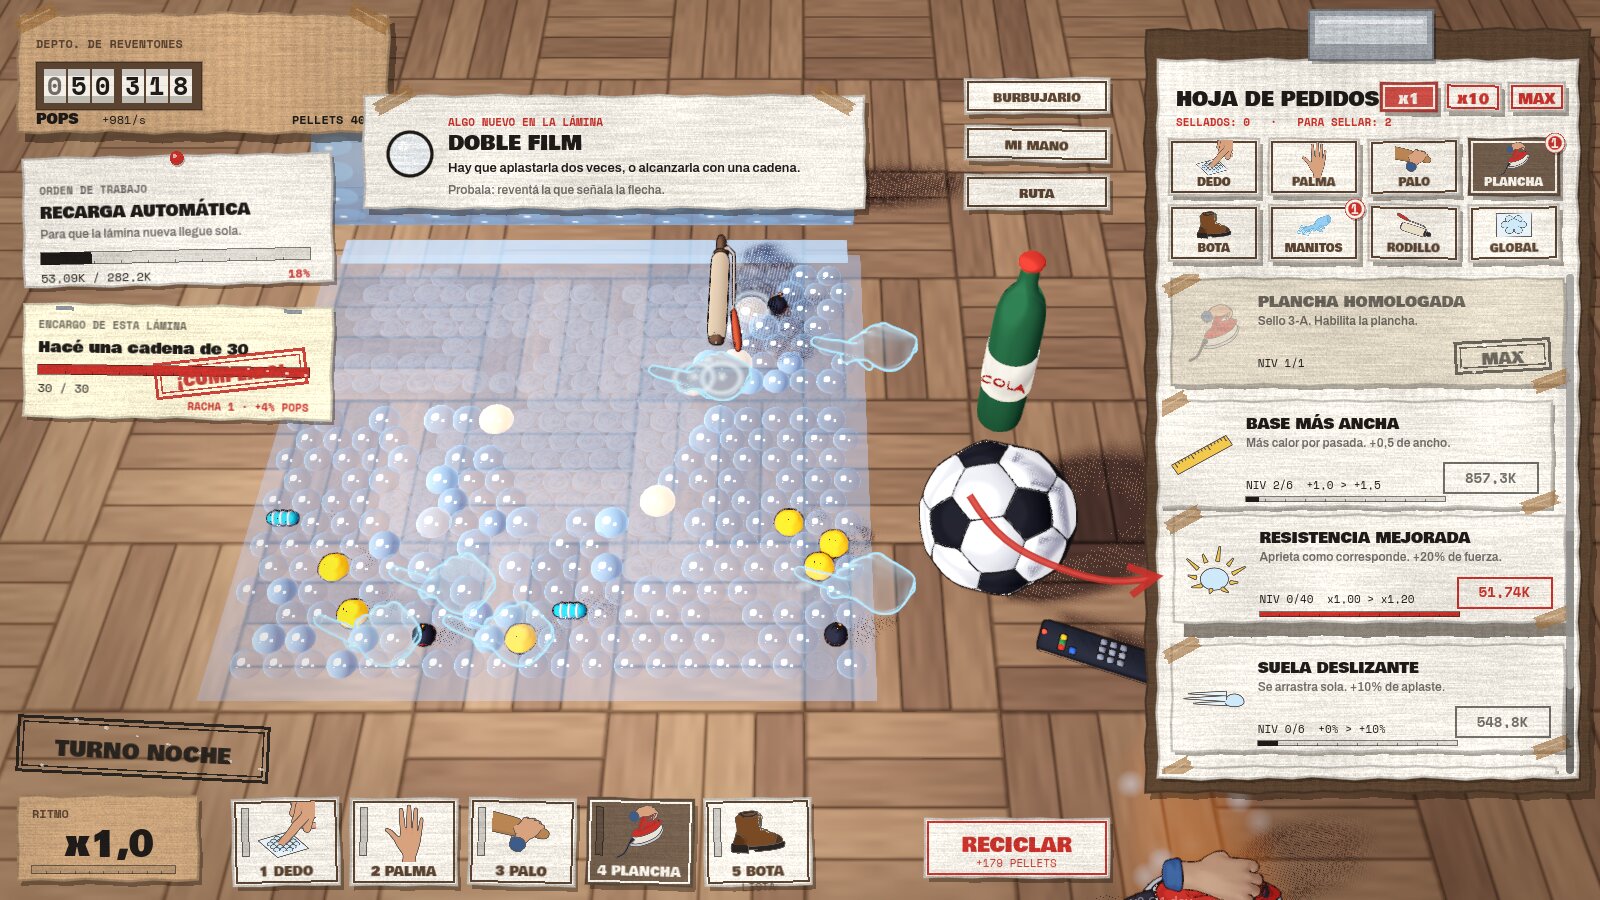 DEPTO. DE REVENTONES
050318
POPS +981/s PELLETS 40
ORDEN DE TRABAJO
RECARGA AUTOMÁTICA
Para que la lámina nueva llegue sola.
53,09K / 282.2K 18%
ENCARGO DE ESTA LÁMINA
Hacé una cadena de 30
30 / 30
RACHA 1 · +4% POPS
ALGO NUEVO EN LA LÁMINA
DOBLE FILM
Hay que aplastarla dos veces, o alcanzarla con una cadena.
Probala: reventá la que señala la flecha.
BURBUJARIO
MI MANO
RUTA
COLA
HOJA DE PEDIDOS x1 x10 MAX
SELLADOS: 0 · PARA SELLAR: 2
DEDO
PALMA
PALO
PLANCHA
1
BOTA
MANITOS
1
RODILLO
GLOBAL
PLANCHA HOMOLOGADA
Sello 3-A. Habilita la plancha.
NIV 1/1
MAX
BASE MÁS ANCHA
Más calor por pasada. +0,5 de ancho.
NIV 2/6 +1,0 > +1,5
857,3K
RESISTENCIA MEJORADA
Aprieta como corresponde. +20% de fuerza.
NIV 0/40 x1,00 > x1,20
51,74K
SUELA DESLIZANTE
Se arrastra sola. +10% de aplaste.
NIV 0/6 +0% > +10%
548,8K
TURNO NOCHE
RITMO
x1,0
1 DEDO
2 PALMA
3 PALO
4 PLANCHA
5 BOTA
RECICLAR
+179 PELLETS